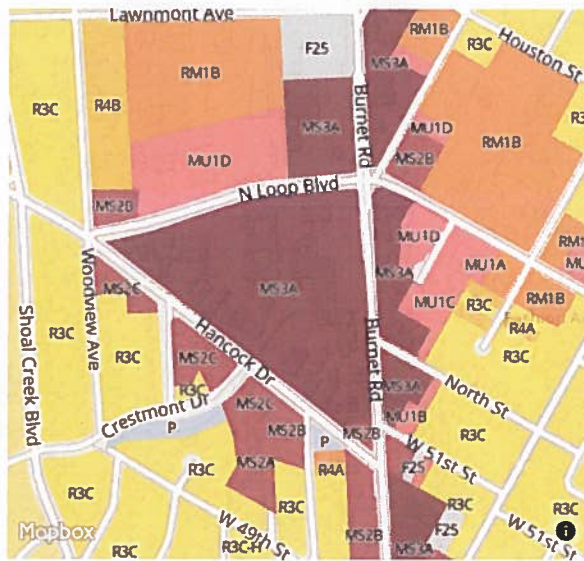 Lawnmont Ave
F25
RM1B
R3C
Houston St
R3C
R4B
RM1B
MS3A
MS3A
Burnet Rd
MU1D
RM1B
MU1D
MS2B
N Loop Blvd
MS2B
MU1D
MU1A
MS3A
MS2C
MS3A
MU1C
R3C
RM1B
R4A
Woodview Ave
Shoal Creek Blvd
R3C
R3C
MS2C
Hancock Dr
Burnet Rd
R3C
MS3A
North St
R3C
MS2C
MU1B
Crestmont Dr
P
MS2B
P
MS2B
R3C
W 51st St
R3C
MS2A
R4A
F25
R3C
R3C
R3C
R3C
W 49th St
F25
W 51st St
Mapbox
R3C
R3C-H
MS2B
MS3A
i